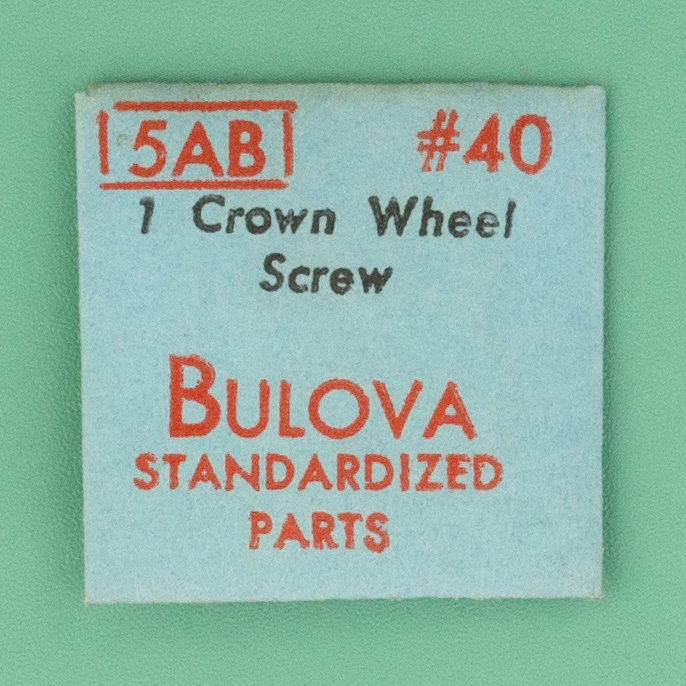 5AB #40
1 Crown Wheel
Screw
BULOVA
STANDARDIZED
PARTS